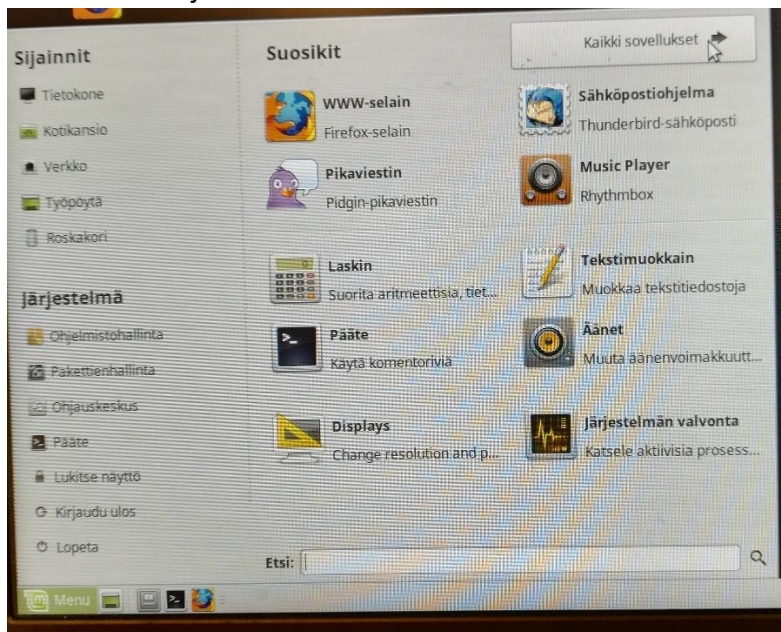 Sijainnit
Tietokone
Kotikansio
Verkko
Työpöytä
Roskakori
Järjestelmä
Ohjelmistohallinta
Pakettienhallinta
Ohjauskeskus
Pääte
Lukitse näyttö
Kirjaudu ulos
Lopeta
Suosikit
Kaikki sovellukset
WWW-selain
Firefox-selain
Sähköpostiohjelma
Thunderbird-sähköposti
Pikaviestin
Pidgin-pikaviestin
Music Player
Rhythmbox
Laskin
Suorita aritmeettisia, tiet...
Tekstimuokkain
Muokkaa tekstitiedostoja
Pääte
Käytä komentoriviä
Äänet
Muuta äänenvoimakkuutt...
Displays
Change resolution and p...
Järjestelmän valvonta
Katsele aktiivisia prosess...
Etsi:
Menu